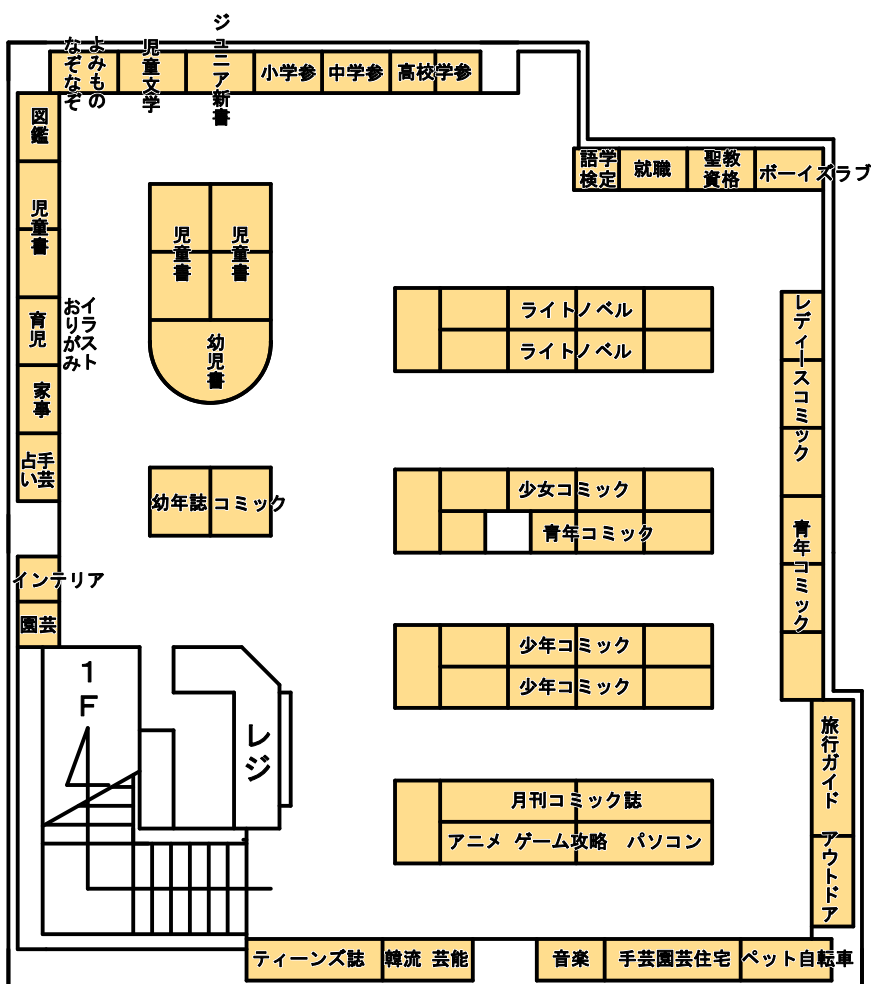 よみもの
なぞなぞ
児童文学
ジュニア新書
小学参
中学参
高校学参
図鑑
児童書
育児
イラスト
おりがみ
家事
手芸
占い
インテリア
園芸
児童書
児童書
幼児書
幼年誌
コミック
語学
検定
就職
聖教
資格
ボーイズラブ
ライトノベル
ライトノベル
少女コミック
青年コミック
少年コミック
少年コミック
月刊コミック誌
アニメ ゲーム攻略 パソコン
レディースコミック
青年コミック
旅行ガイド
アウトドア
1F
レジ
ティーンズ誌
韓流 芸能
音楽
手芸園芸住宅
ペット自転車